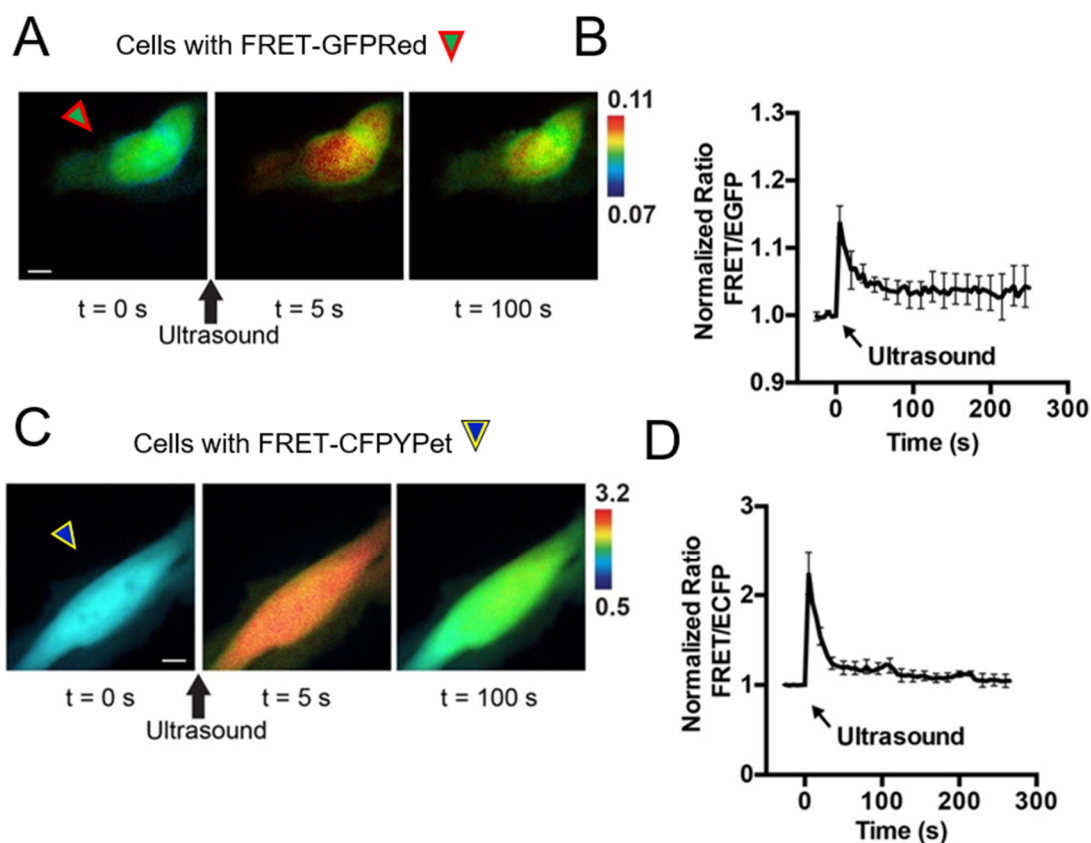 A
Cells with FRET-GFPRed
0.11
0.07
t = 0 s
t = 5 s
t = 100 s
Ultrasound
B
Normalized Ratio
FRET/EGFP
1.3
1.2
1.1
1.0
0.9
Ultrasound
0
100
200
300
Time (s)
C
Cells with FRET-CFPYPet
3.2
0.5
t = 0 s
t = 5 s
t = 100 s
Ultrasound
D
Normalized Ratio
FRET/ECFP
3
2
1
0
Ultrasound
0
100
200
300
Time (s)